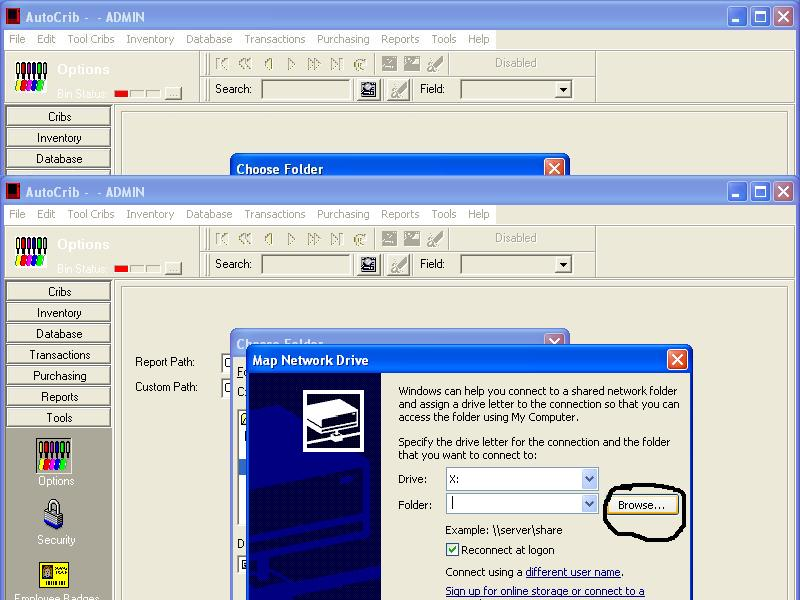 AutoCrib - - ADMIN
File Edit Tool Cribs Inventory Database Transactions Purchasing Reports Tools Help
Options
Disabled
Bin Status: ...
Search: Field:
Cribs
Inventory
Database
Choose Folder
AutoCrib - - ADMIN
File Edit Tool Cribs Inventory Database Transactions Purchasing Reports Tools Help
Options
Disabled
Bin Status: ...
Search: Field:
Cribs
Inventory
Database
Transactions
Purchasing
Reports
Tools
Options
Security
Employee Badges
Report Path:
Custom Path:
Choose Folder
Map Network Drive
Windows can help you connect to a shared network folder
and assign a drive letter to the connection so that you can
access the folder using My Computer.
Specify the drive letter for the connection and the folder
that you want to connect to:
Drive: X:
Folder: Browse...
Example: \\server\share
Reconnect at logon
Connect using a different user name.
Sign up for online storage or connect to a